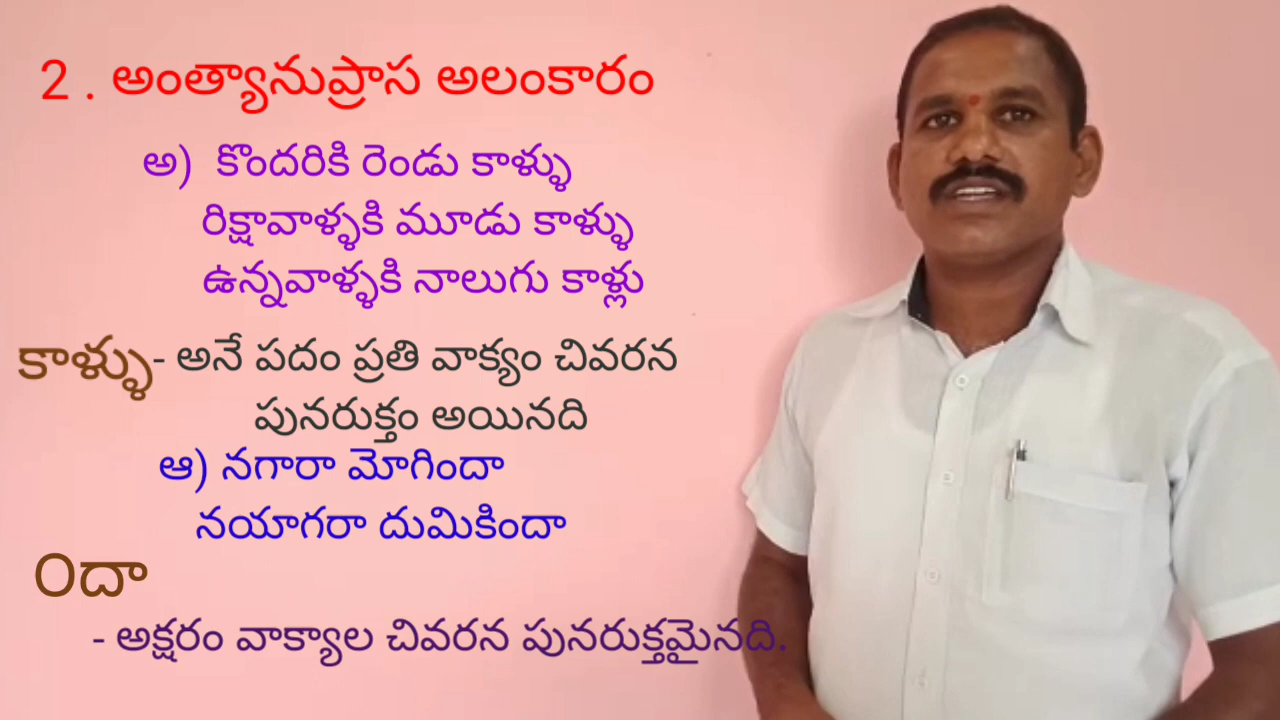 2 . అంత్యానుప్రాస అలంకారం
అ) కొందరికి రెండు కాళ్ళు
రిక్షావాళ్ళకి మూడు కాళ్ళు
ఉన్నవాళ్ళకి నాలుగు కాళ్లు
కాళ్ళు- అనే పదం ప్రతి వాక్యం చివరన
పునరుక్తం అయినది
ఆ) నగారా మోగిందా
నయాగరా దుమికిందా
Oదా
- అక్షరం వాక్యాల చివరన పునరుక్తమైనది.